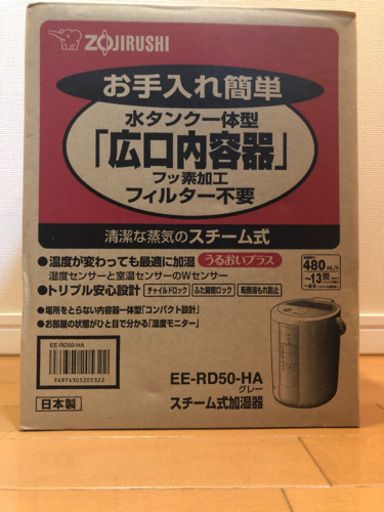 ZOJIRUSHI
お手入れ簡単
水タンク一体型
「広口内容器」
フッ素加工
フィルター不要
清潔な蒸気のスチーム式
●温度が変わっても最適に加湿 うるおいプラス
湿度センサーと室温センサーのWセンサー
●トリプル安心設計 チャイルドロック ふた開閉ロック 転倒湯もれ防止
●場所をとらない内容器一体型「コンパクト設計」
●お部屋の状態がひと目で分かる「湿度モニター」
480 mL/h
～13畳
EE-RD50-HA
EE-RD50-HA
グレー
スチーム式加湿器
日本製